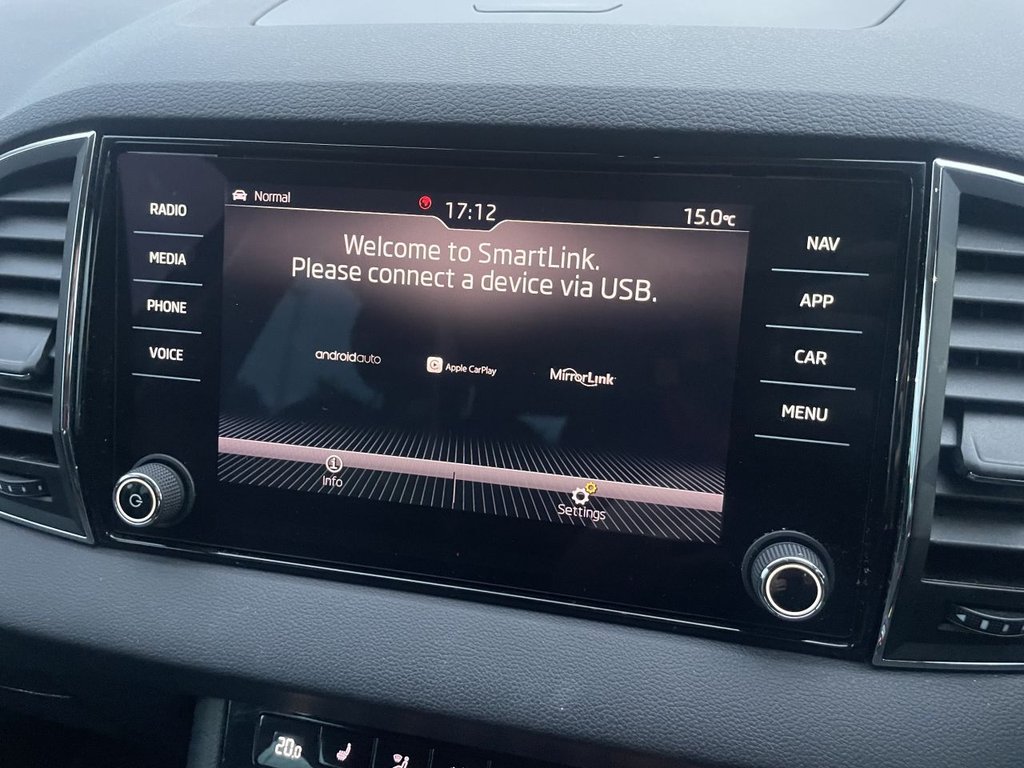 Normal
17:12
15.0°C
RADIO
MEDIA
PHONE
VOICE
Welcome to SmartLink.
Please connect a device via USB.
androidauto
Apple CarPlay
MirrorLink
Info
Settings
NAV
APP
CAR
MENU
20.0